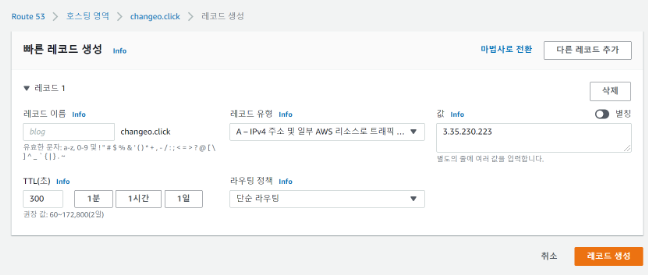 Route 53 > 호스팅 영역 > changeo.click > 레코드 생성
빠른 레코드 생성 Info
마법사로 전환
다른 레코드 추가
▼ 레코드 1
삭제
레코드 이름 Info
blog
changeo.click
유효한 문자: a-z, 0-9 및 ! " # $ % & ' ( ) * + , - / : ; < = > ? @ [ \
] ^ _ ` { | } . ~
레코드 유형 Info
A – IPv4 주소 및 일부 AWS 리소스로 트래픽 ...
값 Info
별칭
3.35.230.223
별도의 줄에 여러 값을 입력합니다.
TTL(초) Info
300
1분
1시간
1일
권장 값: 60~172,800(2일)
라우팅 정책 Info
단순 라우팅
취소
레코드 생성